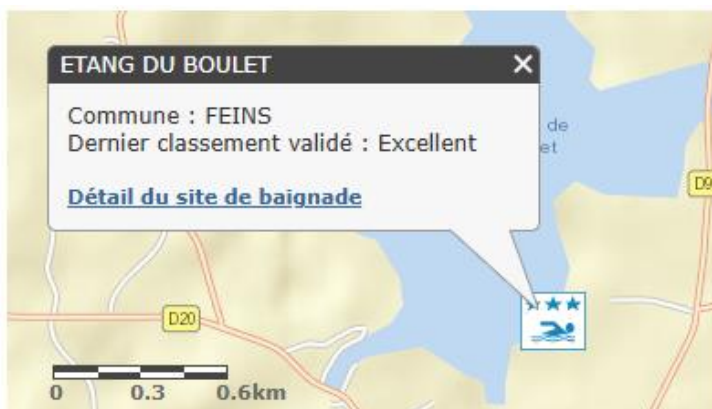 ETANG DU BOULET
Commune : FEINS
Dernier classement validé : Excellent
Détail du site de baignade
de
et
D9
D20
0 0.3 0.6km